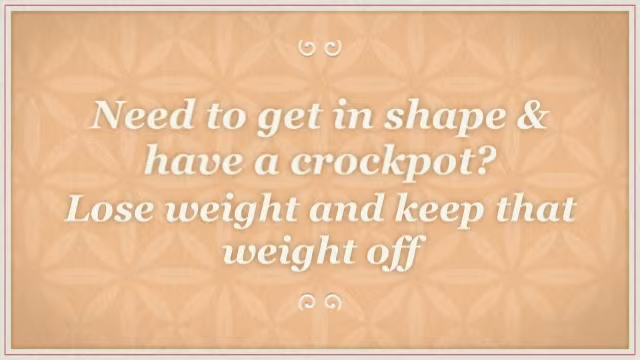 Need to get in shape &
have a crockpot?
Lose weight and keep that
weight off